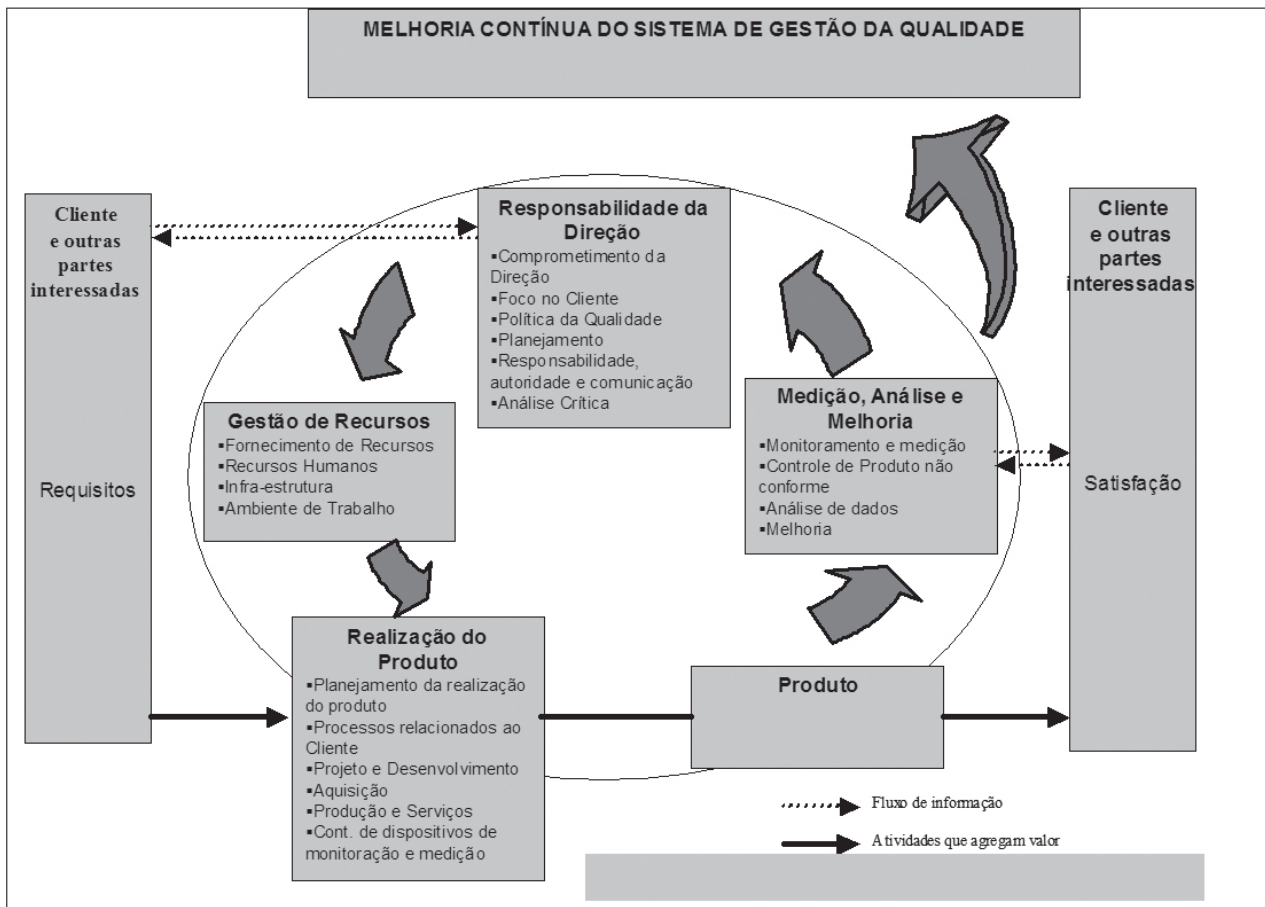 MELHORIA CONTÍNUA DO SISTEMA DE GESTÃO DA QUALIDADE
Cliente
e outras
partes
interessadas
Requisitos
Responsabilidade da
Direção
▪Comprometimento da
Direção
▪Foco no Cliente
▪Política da Qualidade
▪Planejamento
▪Responsabilidade,
autoridade e comunicação
▪Análise Crítica
Cliente
e outras
partes
interessadas
Satisfação
Gestão de Recursos
▪Fornecimento de Recursos
▪Recursos Humanos
▪Infra-estrutura
▪Ambiente de Trabalho
Medição, Análise e
Melhoria
▪Monitoramento e medição
▪Controle de Produto não
conforme
▪Análise de dados
▪Melhoria
Realização do
Produto
▪Planejamento da realização
do produto
▪Processos relacionados ao
Cliente
▪Projeto e Desenvolvimento
▪Aquisição
▪Produção e Serviços
▪Cont. de dispositivos de
monitoração e medição
Produto
Fluxo de informação
Atividades que agregam valor